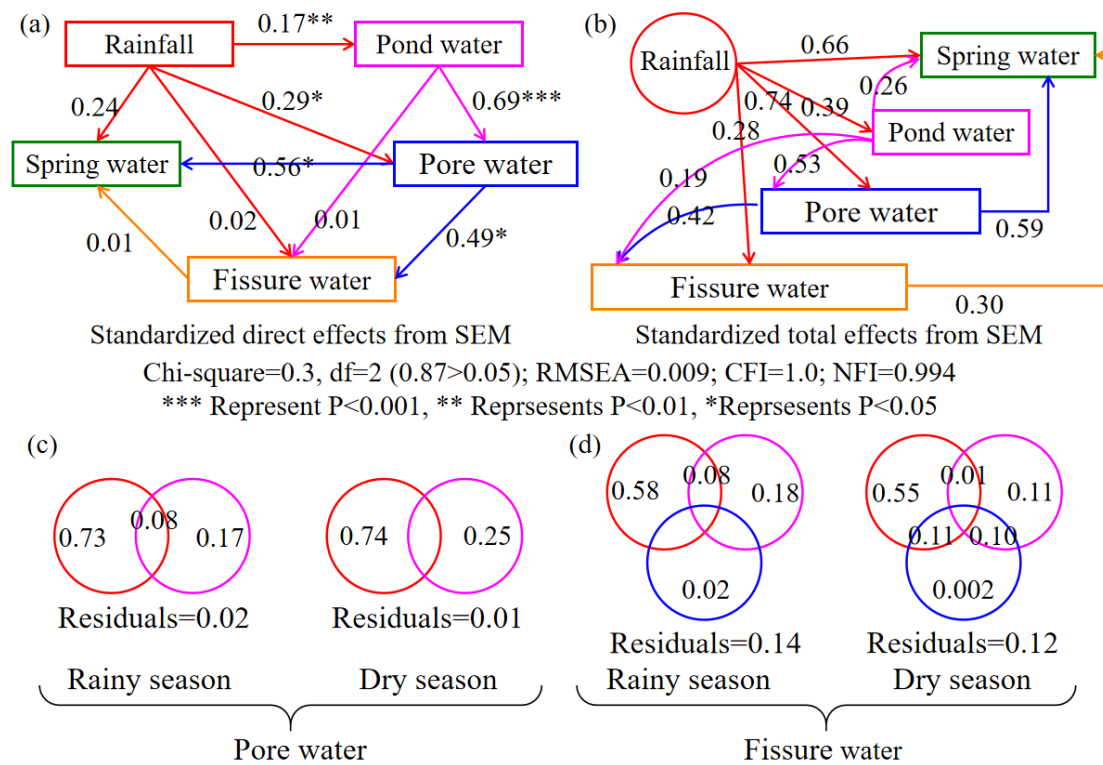 (a)
Rainfall
0.17**
Pond water
0.24
0.29*
0.69***
Spring water
0.56*
Pore water
0.02
0.01
0.01
0.49*
Fissure water
Standardized direct effects from SEM
(b)
Rainfall
0.66
Spring water
0.74
0.39
0.26
0.28
Pond water
0.19
0.53
0.42
Pore water
0.59
Fissure water
0.30
Standardized total effects from SEM
Chi-square=0.3, df=2 (0.87>0.05); RMSEA=0.009; CFI=1.0; NFI=0.994
*** Represent P<0.001, ** Reprsesents P<0.01, *Reprsesents P<0.05
(c)
0.73
0.08
0.17
Residuals=0.02
Rainy season
0.74
0.25
Residuals=0.01
Dry season
Pore water
(d)
0.58
0.08
0.18
0.02
Residuals=0.14
Rainy season
0.55
0.01
0.11
0.11
0.10
0.002
Residuals=0.12
Dry season
Fissure water